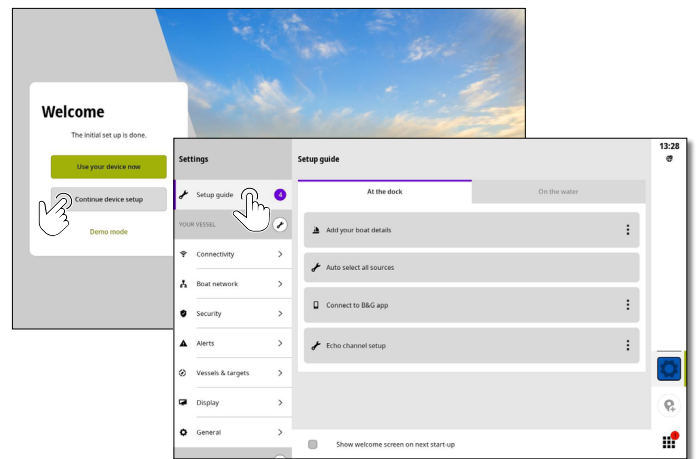 Welcome
The initial set up is done.
Use your device now
Continue device setup
Demo mode
Settings
Setup guide
13:28
Setup guide
4
At the dock
On the water
YOUR VESSEL
Add your boat details
Connectivity
Auto select all sources
Boat network
Connect to B&G app
Security
Echo channel setup
Alerts
Vessels & targets
Display
General
Show welcome screen on next start-up